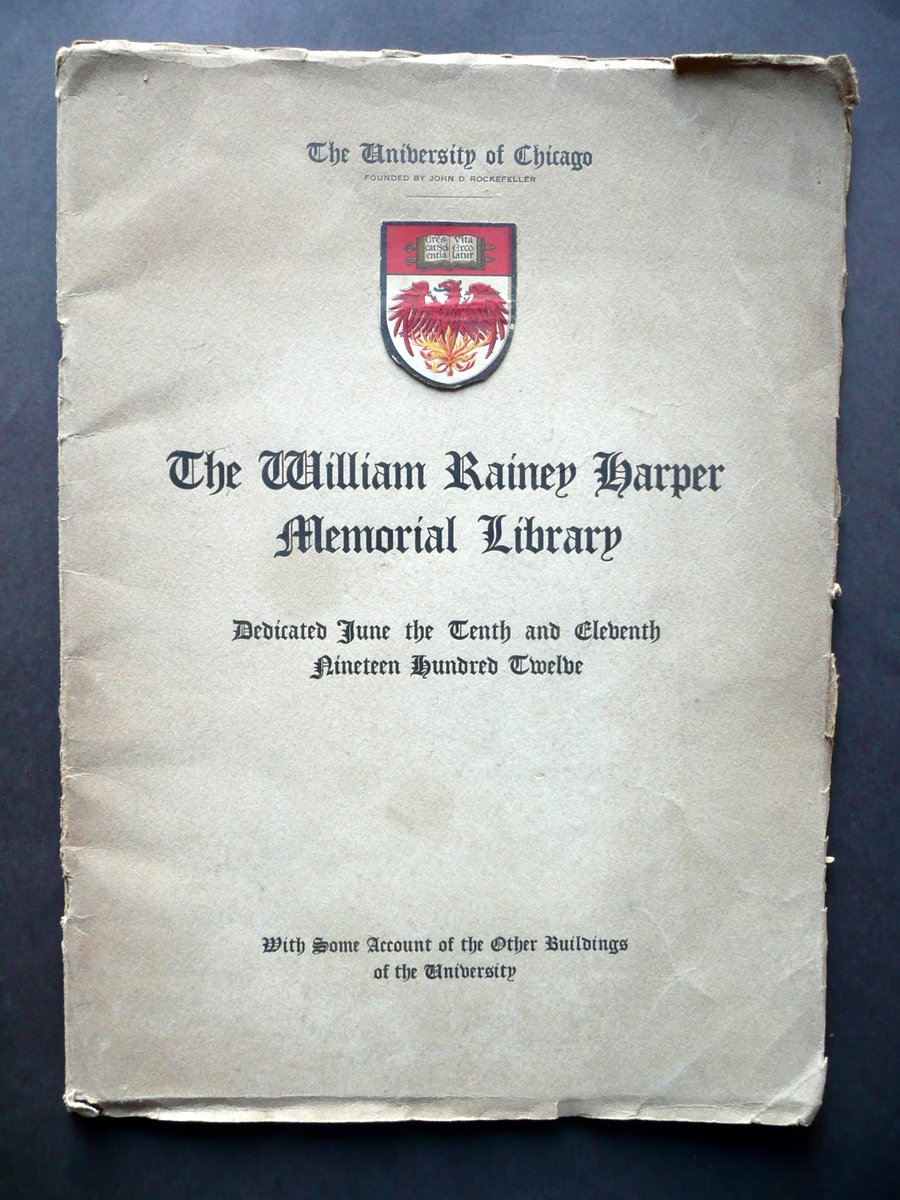 The University of Chicago
FOUNDED BY JOHN D. ROCKEFELLER
Cres Vita
cat Sci Exco
entia latur
The William Rainey Harper
Memorial Library
Dedicated June the Tenth and Eleventh
Nineteen Hundred Twelve
With Some Account of the Other Buildings
of the University